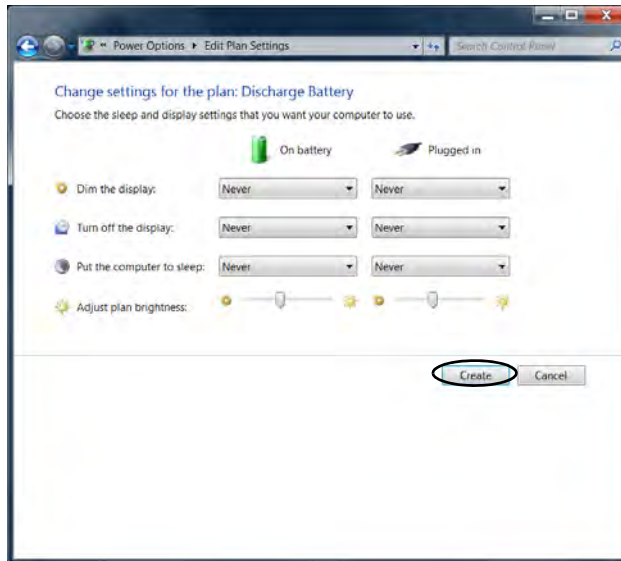 Power Options Edit Plan Settings
Search Control Panel
Change settings for the plan: Discharge Battery
Choose the sleep and display settings that you want your computer to use.
On battery Plugged in
Dim the display: Never Never
Turn off the display: Never Never
Put the computer to sleep: Never Never
Adjust plan brightness:
Create Cancel